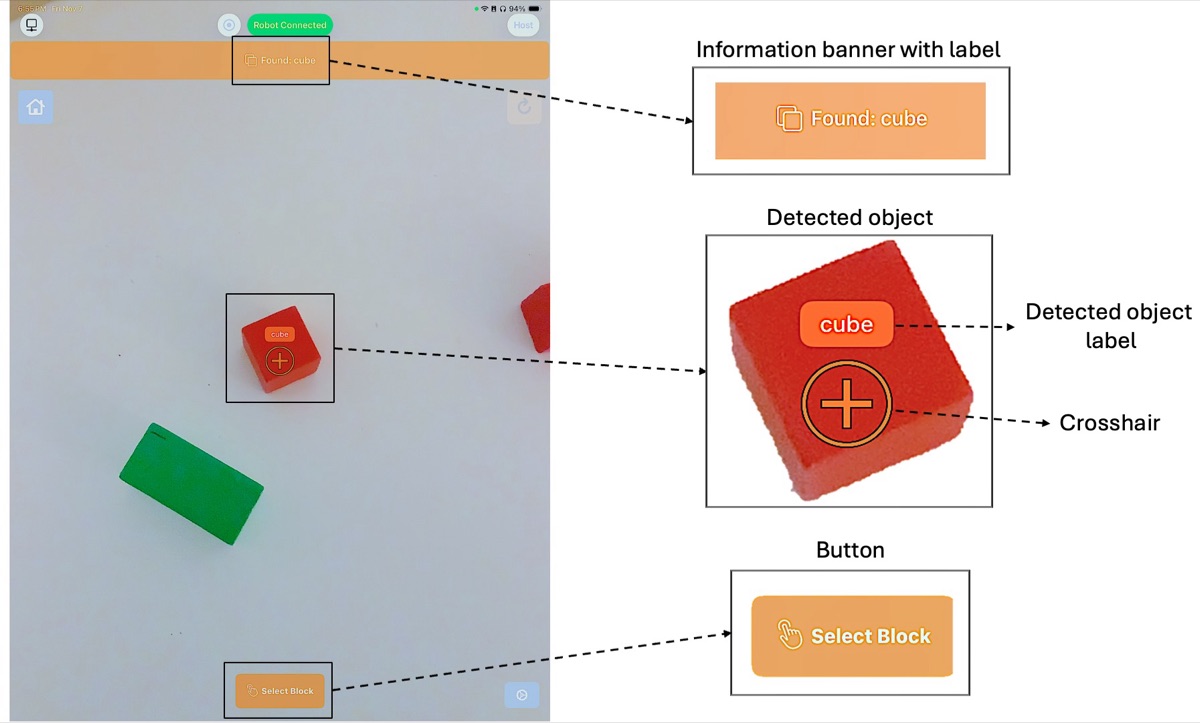 94%
Robot Connected
Host
Found: cube
cube
Select Block
Information banner with label
Found: cube
Detected object
cube
Detected object
label
Crosshair
Button
Select Block